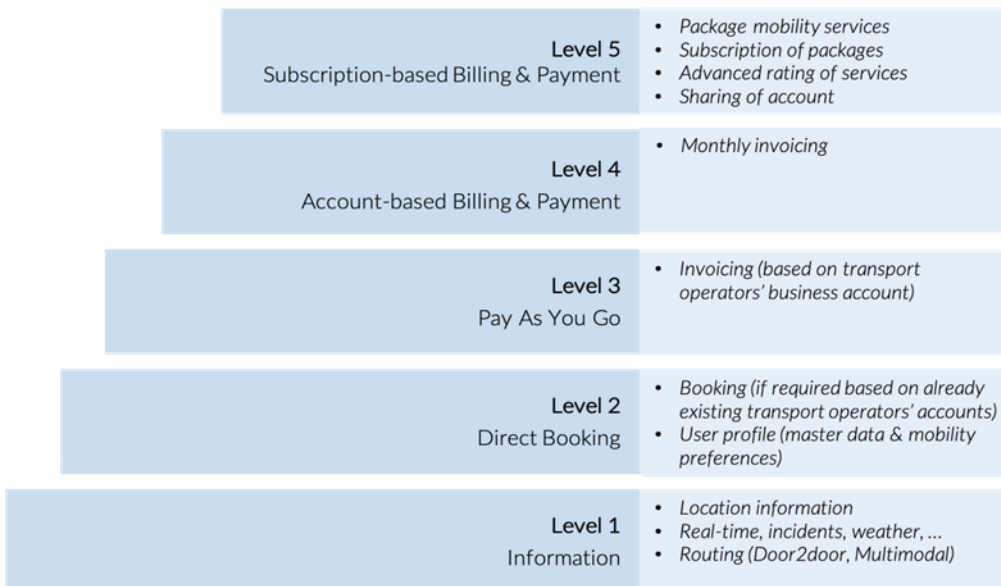 Level 5
Subscription-based Billing & Payment
• Package mobility services
• Subscription of packages
• Advanced rating of services
• Sharing of account
Level 4
Account-based Billing & Payment
• Monthly invoicing
Level 3
Pay As You Go
• Invoicing (based on transport
operators’ business account)
Level 2
Direct Booking
• Booking (if required based on already
existing transport operators’ accounts)
• User profile (master data & mobility
preferences)
Level 1
Information
• Location information
• Real-time, incidents, weather, ...
• Routing (Door2door, Multimodal)